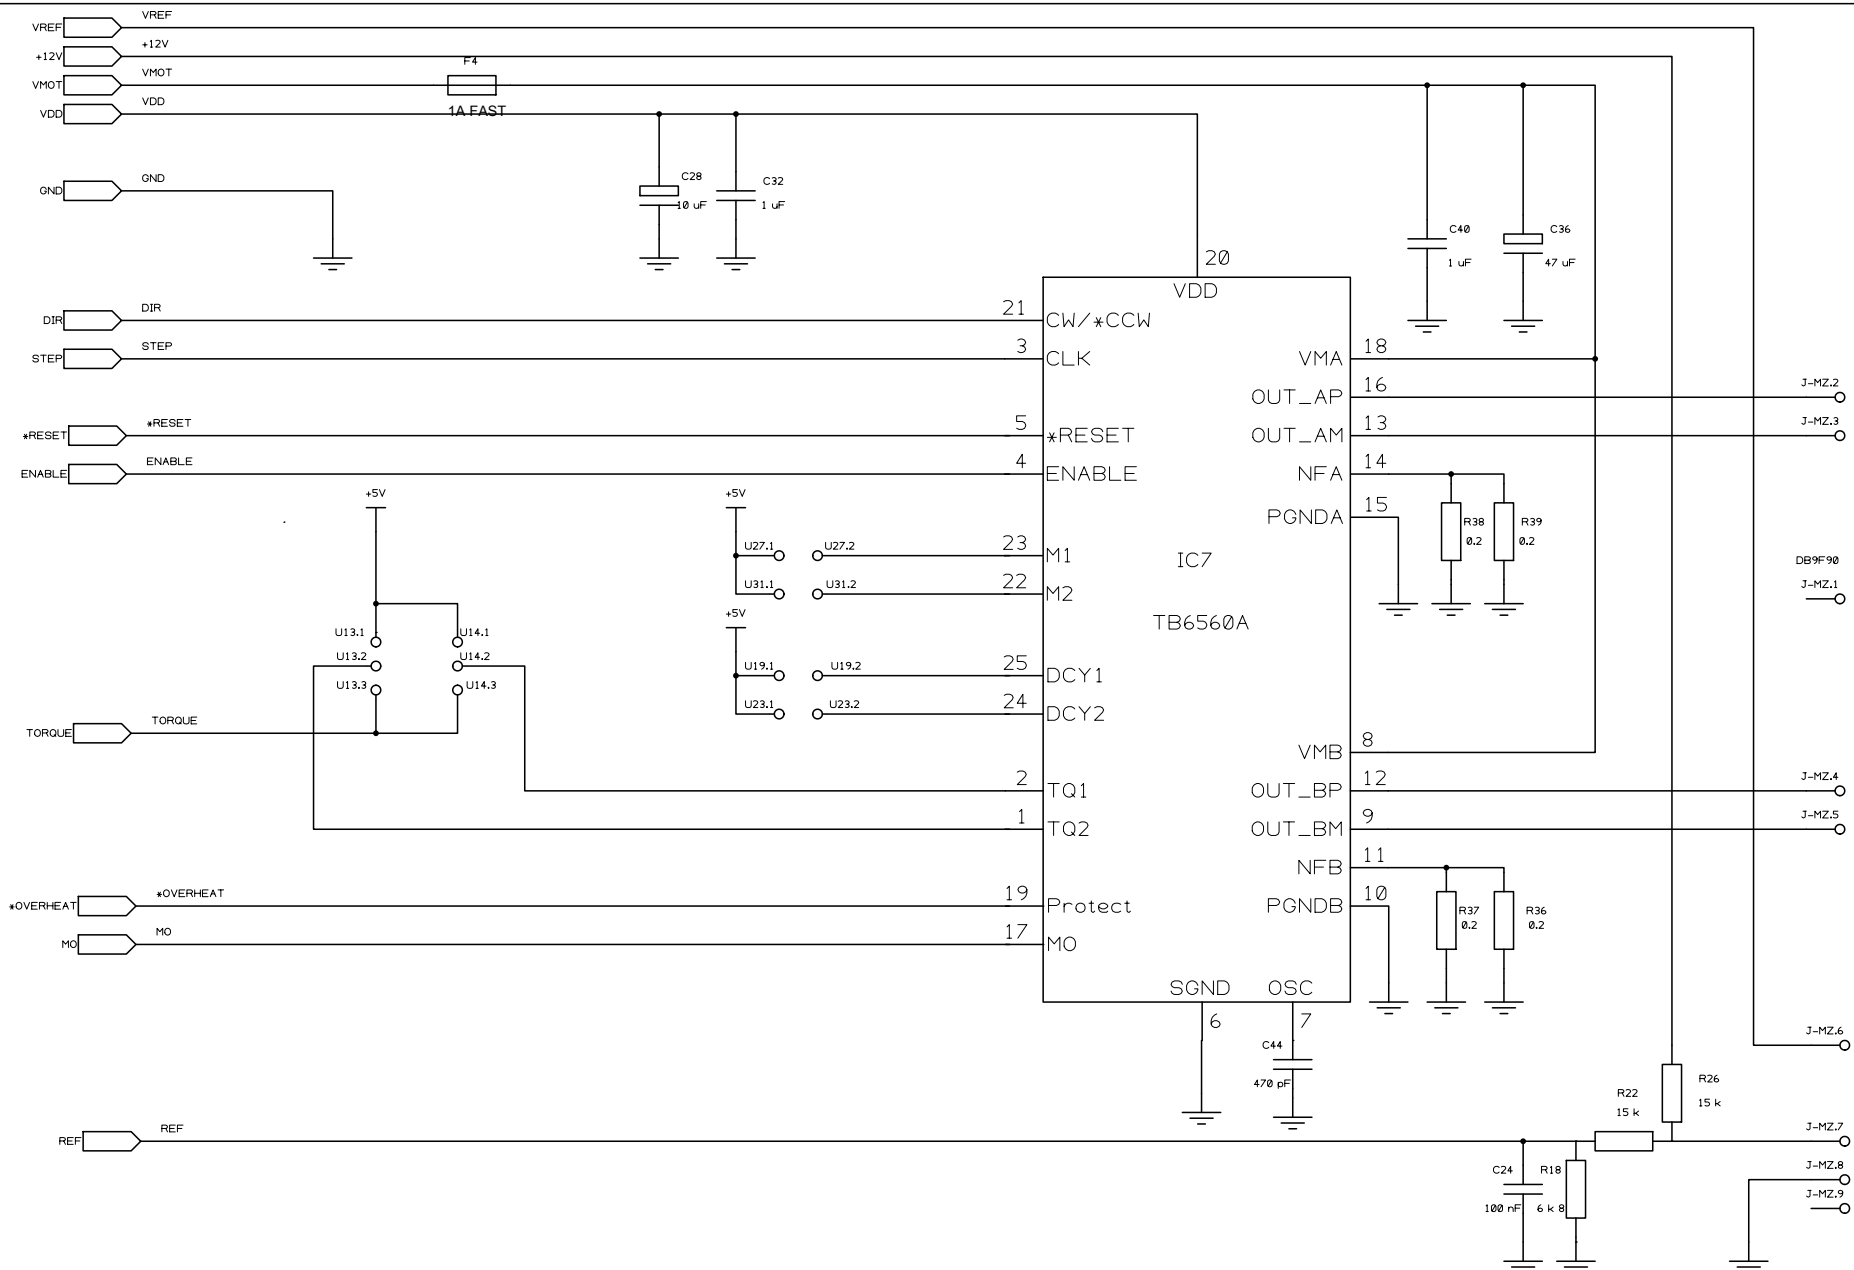 VREF
VREF
+12V
+12V
VMOT
VMOT
F4
1A FAST
VDD
VDD
GND
GND
C28
10 uF
C32
1 uF
C40
1 uF
C36
47 uF
20
VDD
DIR
DIR
21
CW/*CCW
STEP
STEP
3
CLK
VMA
18
OUT_AP
16
J-MZ.2
*RESET
*RESET
5
*RESET
OUT_AM
13
J-MZ.3
ENABLE
ENABLE
4
ENABLE
NFA
14
PGNDA
15
R38
0.2
R39
0.2
+5V
+5V
U27.1
U27.2
23
M1
IC7
DB9F90
J-MZ.1
U31.1
U31.2
22
M2
+5V
TB6560A
U13.1
U14.1
U13.2
U14.2
U13.3
U14.3
U19.1
U19.2
25
DCY1
U23.1
U23.2
24
DCY2
TORQUE
TORQUE
VMB
8
2
TQ1
OUT_BP
12
J-MZ.4
1
TQ2
OUT_BM
9
J-MZ.5
NFB
11
*OVERHEAT
*OVERHEAT
19
Protect
PGNDB
10
R37
0.2
R36
0.2
MO
MO
17
MO
SGND
OSC
6
7
C44
470 pF
J-MZ.6
R26
15 k
R22
15 k
REF
REF
J-MZ.7
C24
100 nF
R18
6 k 8
J-MZ.8
J-MZ.9